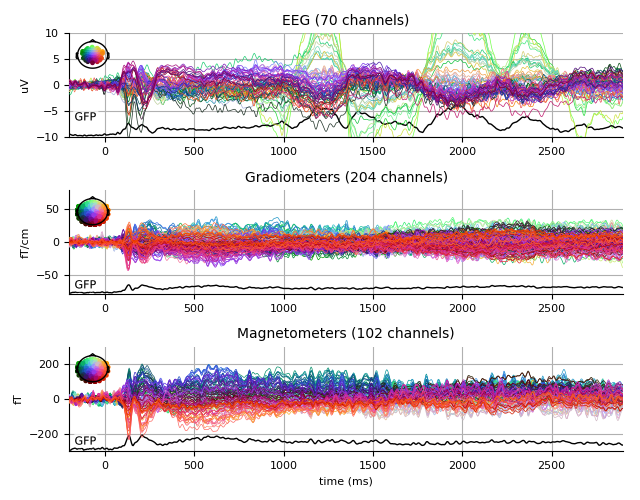 EEG (70 channels)
10
5
0
−5
−10
uV
GFP
0 500 1000 1500 2000 2500
Gradiometers (204 channels)
50
0
−50
fT/cm
GFP
0 500 1000 1500 2000 2500
Magnetometers (102 channels)
200
0
−200
fT
GFP
0 500 1000 1500 2000 2500
time (ms)